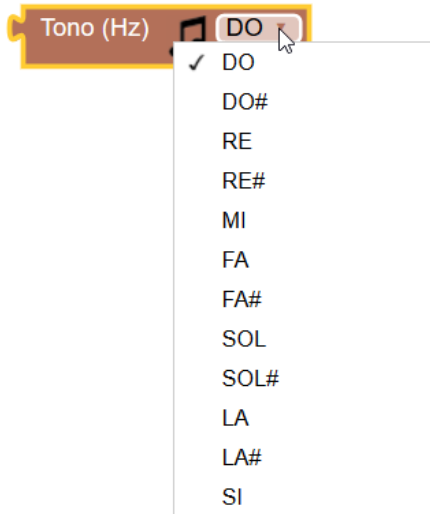 Tono (Hz) DO
DO
DO#
RE
RE#
MI
FA
FA#
SOL
SOL#
LA
LA#
SI